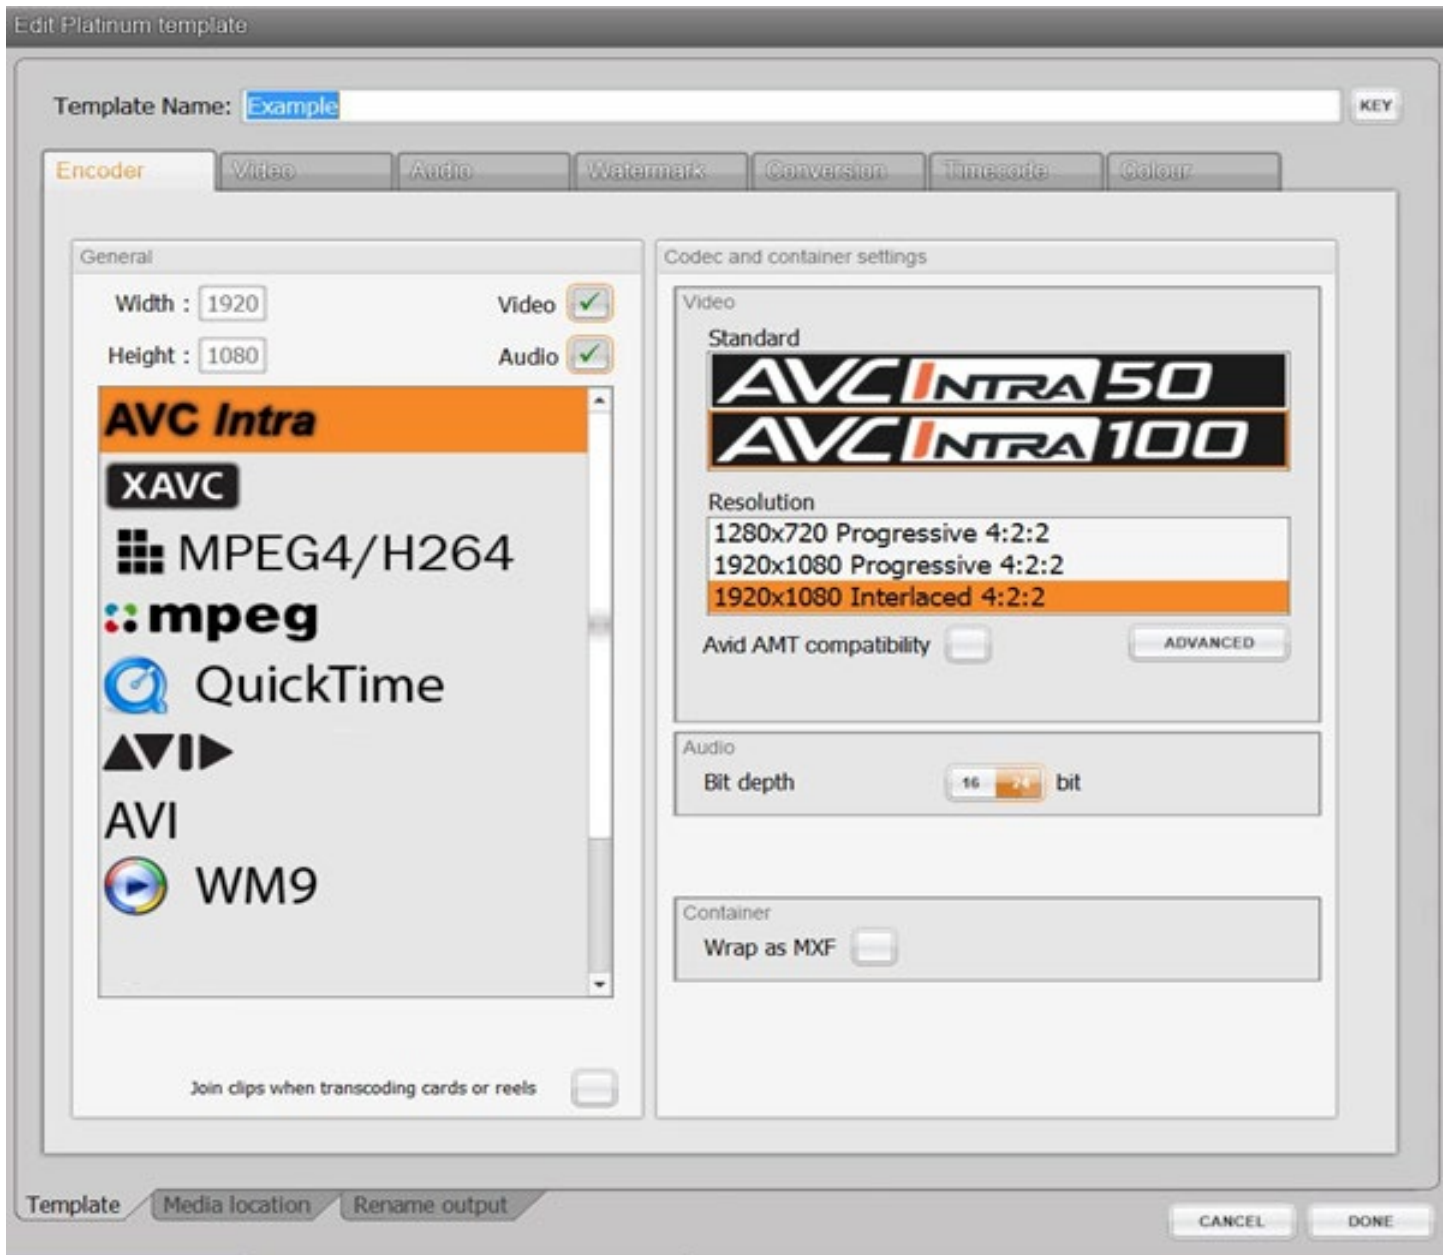 Edit Platinum template
Template Name: Example KEY
Encoder Video Audio Watermark Conversion Timecode Colour
General
Width : 1920 Video
Height : 1080 Audio
AVC Intra
XAVC
MPEG4/H264
mpeg
QuickTime
AVID
AVI
WM9
Join clips when transcoding cards or reels
Codec and container settings
Video
Standard
AVC INTRA 50
AVC INTRA 100
Resolution
1280x720 Progressive 4:2:2
1920x1080 Progressive 4:2:2
1920x1080 Interlaced 4:2:2
Avid AMT compatibility ADVANCED
Audio
Bit depth 16 24 bit
Container
Wrap as MXF
Template Media location Rename output
CANCEL DONE